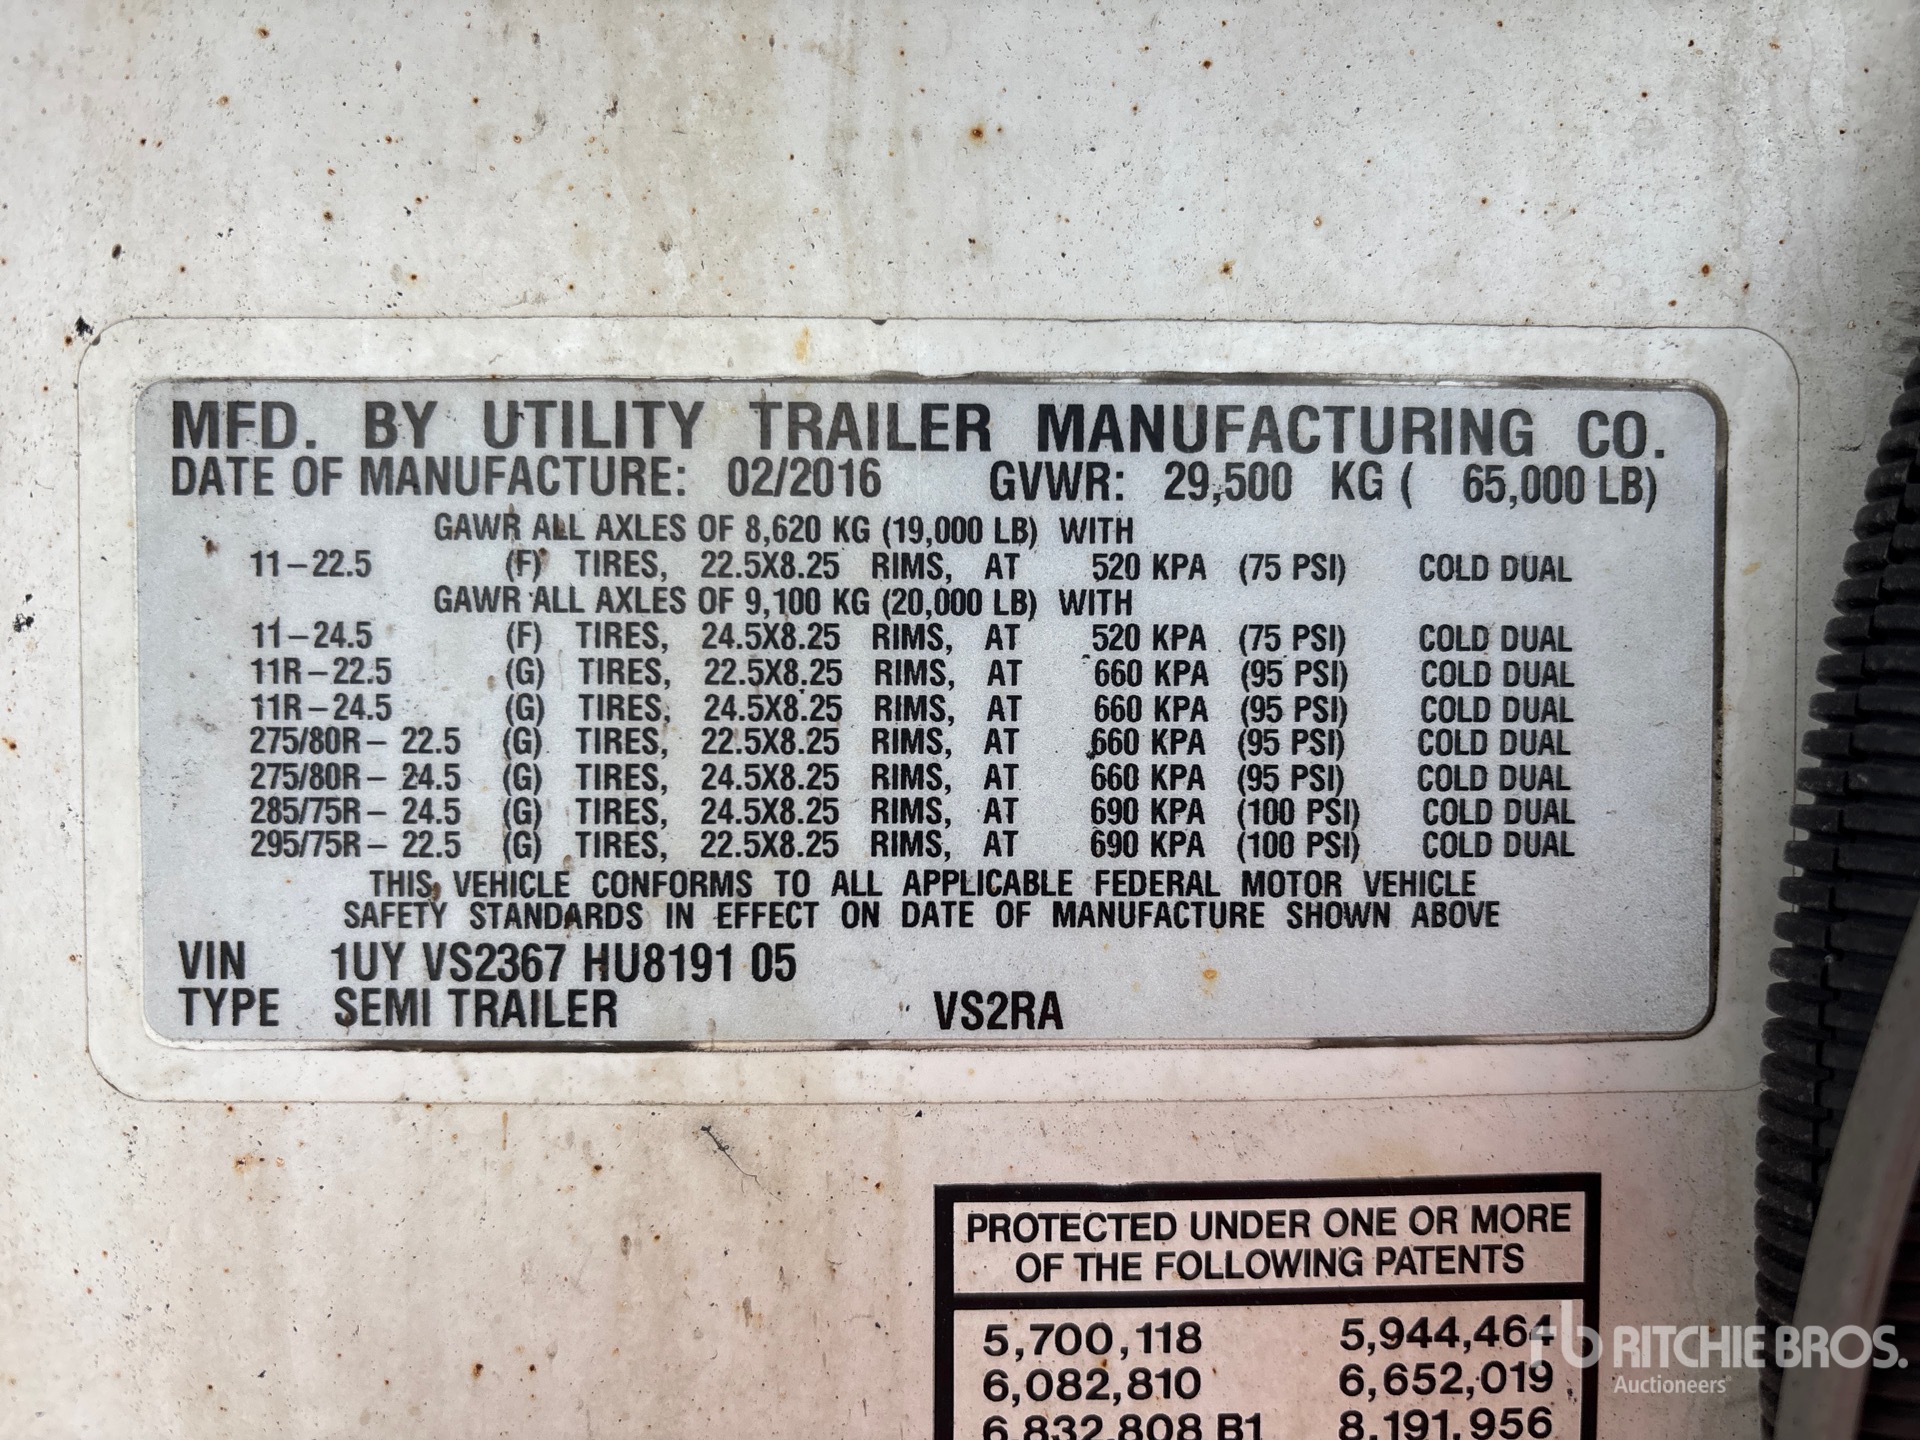 MFD. BY UTILITY TRAILER MANUFACTURING CO.
DATE OF MANUFACTURE: 02/2016 GVWR: 29,500 KG ( 65,000 LB)
GAWR ALL AXLES OF 8,620 KG (19,000 LB) WITH
11-22.5 (F) TIRES, 22.5X8.25 RIMS, AT 520 KPA (75 PSI) COLD DUAL
GAWR ALL AXLES OF 9,100 KG (20,000 LB) WITH
11-24.5 (F) TIRES, 24.5X8.25 RIMS, AT 520 KPA (75 PSI) COLD DUAL
11R-22.5 (G) TIRES, 22.5X8.25 RIMS, AT 660 KPA (95 PSI) COLD DUAL
11R-24.5 (G) TIRES, 24.5X8.25 RIMS, AT 660 KPA (95 PSI) COLD DUAL
275/80R- 22.5 (G) TIRES, 22.5X8.25 RIMS, AT 660 KPA (95 PSI) COLD DUAL
275/80R- 24.5 (G) TIRES, 24.5X8.25 RIMS, AT 660 KPA (95 PSI) COLD DUAL
285/75R- 24.5 (G) TIRES, 24.5X8.25 RIMS, AT 690 KPA (100 PSI) COLD DUAL
295/75R- 22.5 (G) TIRES, 22.5X8.25 RIMS, AT 690 KPA (100 PSI) COLD DUAL
THIS VEHICLE CONFORMS TO ALL APPLICABLE FEDERAL MOTOR VEHICLE
SAFETY STANDARDS IN EFFECT ON DATE OF MANUFACTURE SHOWN ABOVE
VIN 1UY VS2367 HU8191 05
TYPE SEMI TRAILER VS2RA
PROTECTED UNDER ONE OR MORE
OF THE FOLLOWING PATENTS
5,700,118 5,944,464
6,082,810 6,652,019
6,832,808 B1 8,191,956
rb RITCHIE BROS.
Auctioneers